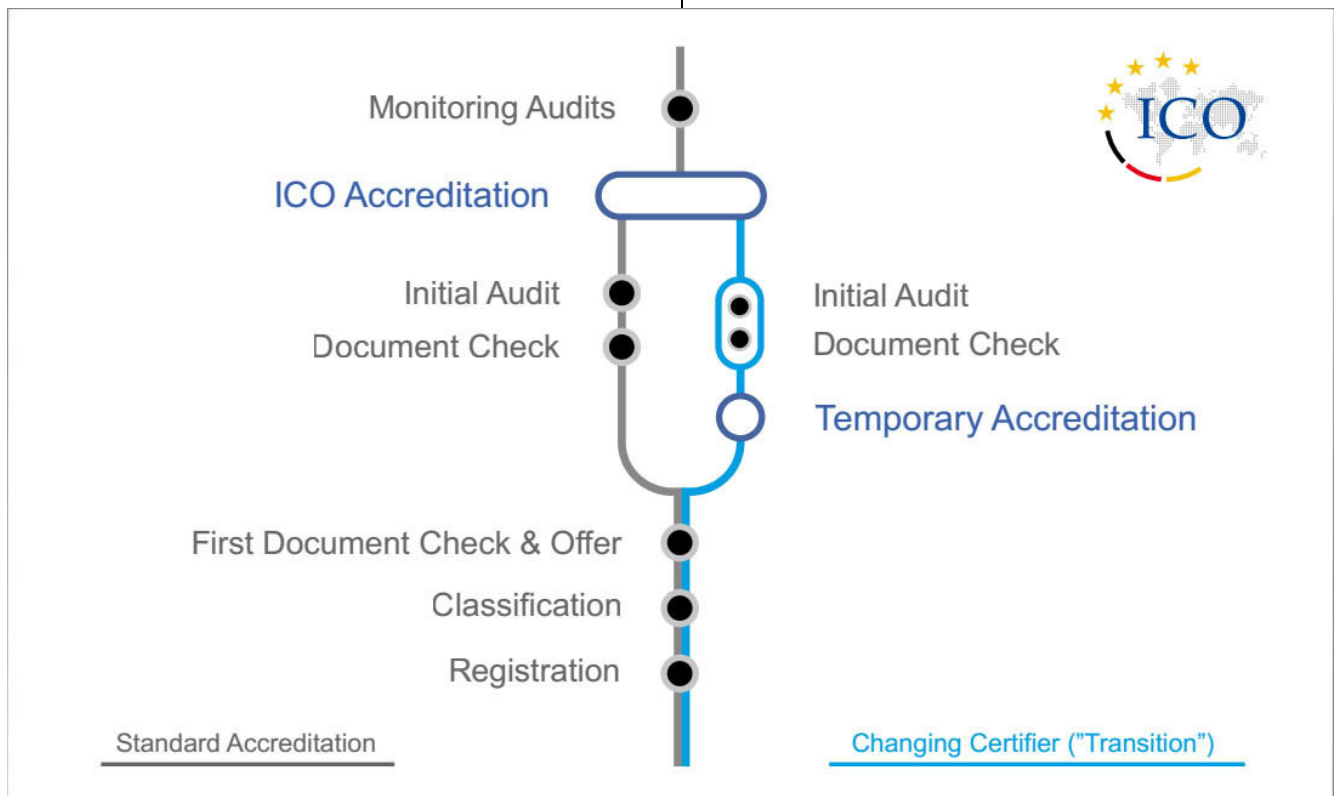 ICO
Monitoring Audits
ICO Accreditation
Initial Audit
Document Check
Initial Audit
Document Check
Temporary Accreditation
First Document Check & Offer
Classification
Registration
Standard Accreditation
Changing Certifier (”Transition”)